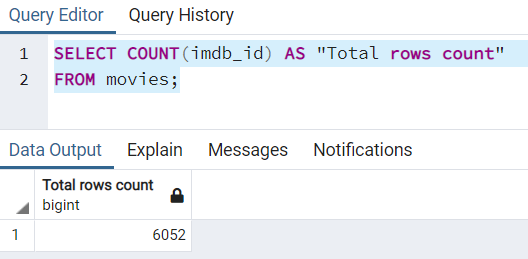 Query Editor Query History
1 SELECT COUNT(imdb_id) AS "Total rows count"
2 FROM movies;
Data Output Explain Messages Notifications
Total rows count
bigint
1 6052